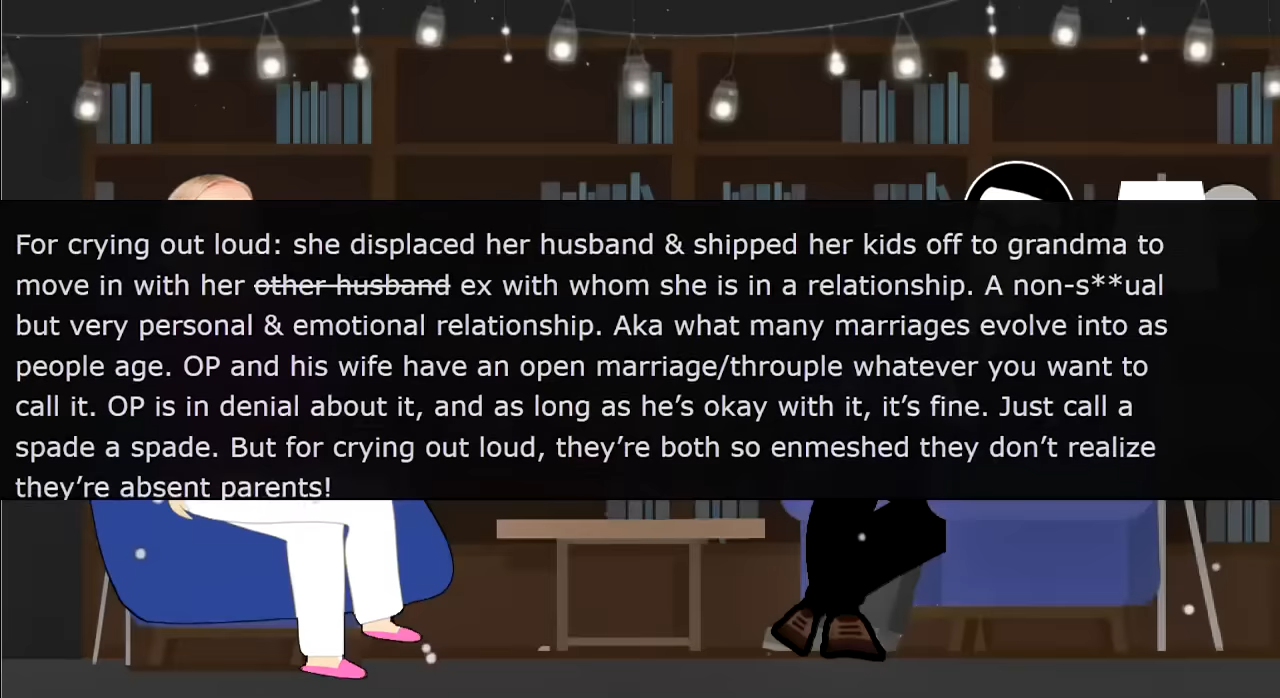 For crying out loud: she displaced her husband & shipped her kids off to grandma to
move in with her other husband ex with whom she is in a relationship. A non-s**ual
but very personal & emotional relationship. Aka what many marriages evolve into as
people age. OP and his wife have an open marriage/throuple whatever you want to
call it. OP is in denial about it, and as long as he’s okay with it, it’s fine. Just call a
spade a spade. But for crying out loud, they’re both so enmeshed they don’t realize
they’re absent parents!